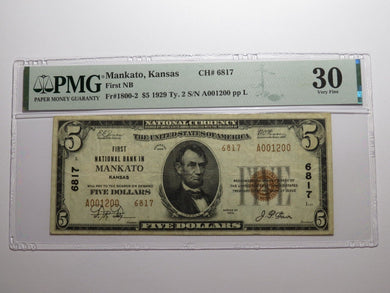 PMG
PAPER MONEY GUARANTY
Mankato, Kansas CH# 6817
First NB
Fr#1800-2 $5 1929 Ty. 2 S/N A001200 pp L
30
Very Fine
NATIONAL CURRENCY
THE UNITED STATES OF AMERICA
5 5
FIRST
NATIONAL BANK IN
MANKATO
KANSAS
6817 A001200
6817
6817
WILL PAY TO THE BEARER ON DEMAND
FIVE DOLLARS
A001200 6817
FIVE DOLLARS
5 5